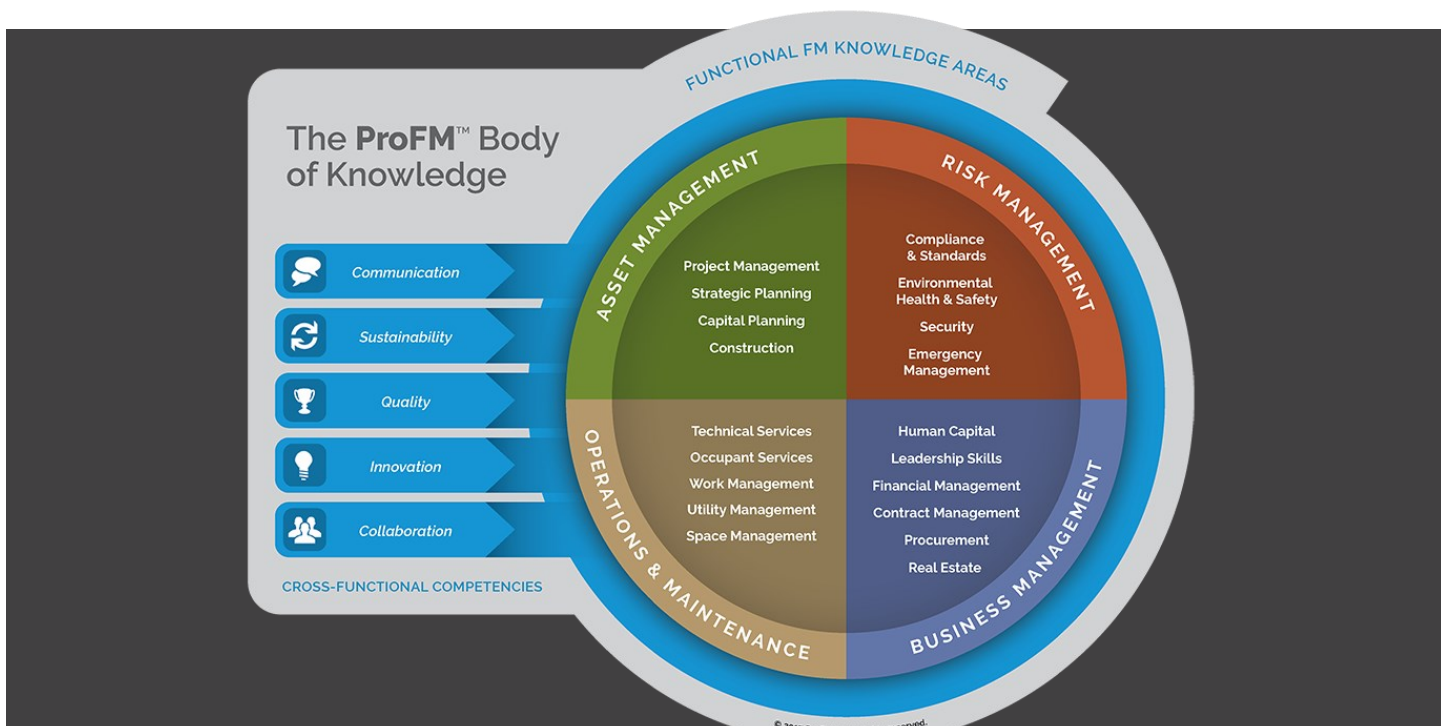 FUNCTIONAL FM KNOWLEDGE AREAS
The ProFM™ Body
of Knowledge
Communication
Sustainability
Quality
Innovation
Collaboration
CROSS-FUNCTIONAL COMPETENCIES
ASSET MANAGEMENT
Project Management
Strategic Planning
Capital Planning
Construction
RISK MANAGEMENT
Compliance
& Standards
Environmental
Health & Safety
Security
Emergency
Management
OPERATIONS & MAINTENANCE
Technical Services
Occupant Services
Work Management
Utility Management
Space Management
BUSINESS MANAGEMENT
Human Capital
Leadership Skills
Financial Management
Contract Management
Procurement
Real Estate